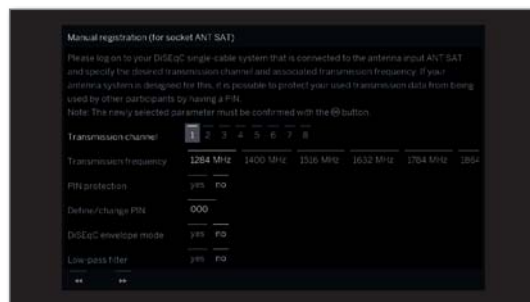 Manual registration (for socket ANT SAT)
Please log on to your DiSEqC single-cable system that is connected to the antenna input ANT SAT
and specify the desired transmission channel and associated transmission frequency. If your
antenna system is designed for this, it is possible to protect your used transmission data from being
used by other participants by having a PIN.
Note: The newly selected parameter must be confirmed with the OK button.
Transmission channel 1 2 3 4 5 6 7 8
Transmission frequency 1284 MHz 1400 MHz 1516 MHz 1632 MHz 1784 MHz 1864
PIN protection yes no
Define/change PIN 000
DiSEqC envelope mode yes no
Low-pass filter yes no